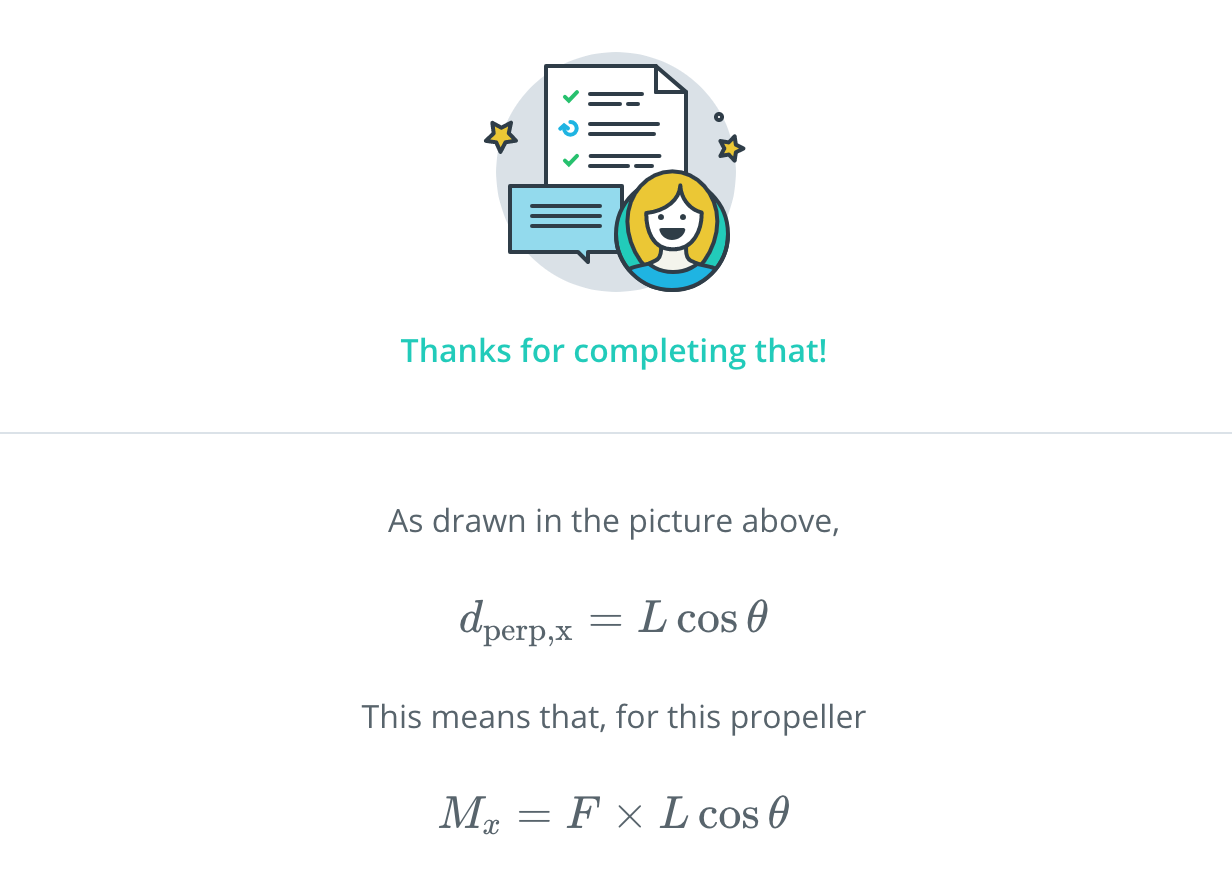 Thanks for completing that!
As drawn in the picture above,
d_perp,x = L cos θ
This means that, for this propeller
M_x = F × L cos θ